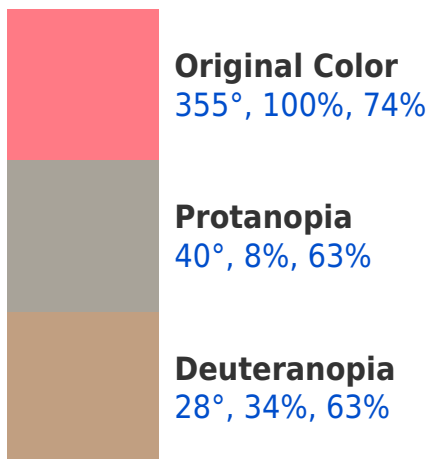 Original Color
355°, 100%, 74%
Protanopia
40°, 8%, 63%
Deuteranopia
28°, 34%, 63%